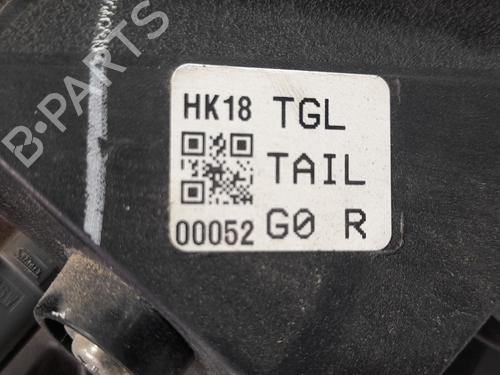 HK18 TGL
TAIL
00052 G0 R
B-PARTS